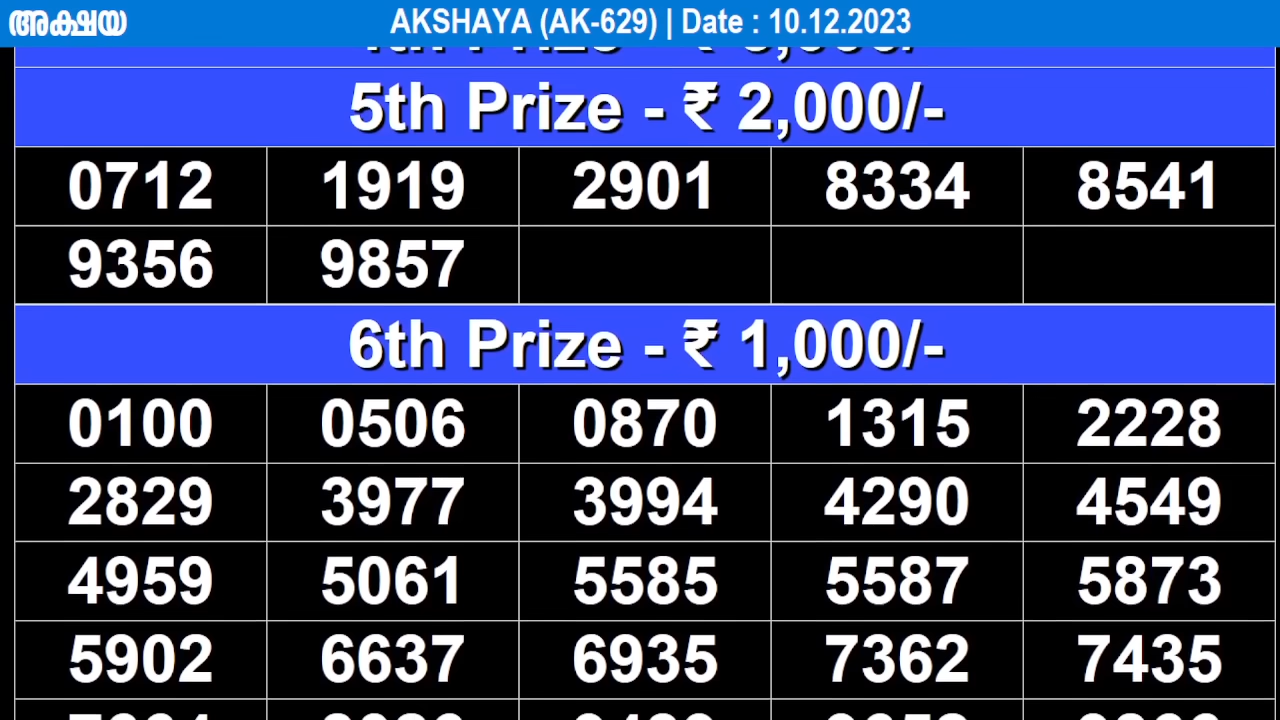 അക്ഷയ AKSHAYA (AK-629) | Date : 10.12.2023
5th Prize - ₹ 2,000/-
0712 1919 2901 8334 8541
9356 9857
6th Prize - ₹ 1,000/-
0100 0506 0870 1315 2228
2829 3977 3994 4290 4549
4959 5061 5585 5587 5873
5902 6637 6935 7362 7435